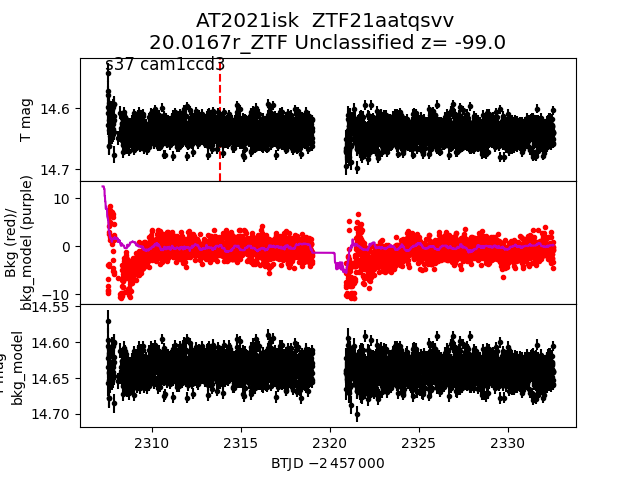 AT2021isk  ZTF21aatqsvv
20.0167r_ZTF Unclassified z= -99.0
s37 cam1ccd3
14.6
14.7
T mag
10
0
−10
Bkg (red)/
bkg_model (purple)
14.55
14.60
14.65
14.70
bkg_model
2310
2315
2320
2325
2330
BTJD −2 457 000